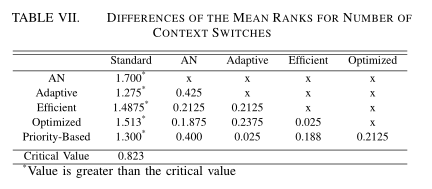 TABLE VII. DIFFERENCES OF THE MEAN RANKS FOR NUMBER OF
CONTEXT SWITCHES
Standard AN Adaptive Efficient Optimized
AN 1.700* x x x x
Adaptive 1.275* 0.425 x x x
Efficient 1.4875* 0.2125 0.2125 x x
Optimized 1.513* 0.1.875 0.2375 0.025 x
Priority-Based 1.300* 0.400 0.025 0.188 0.2125
Critical Value 0.823
*Value is greater than the critical value